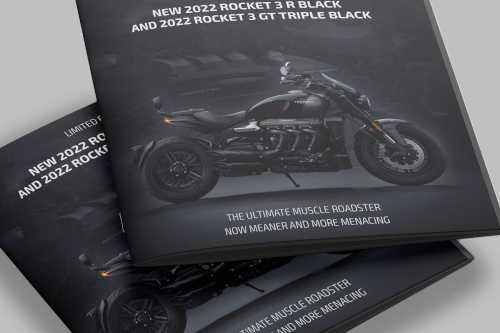 NEW 2022 ROCKET 3 R BLACK
AND 2022 ROCKET 3 GT TRIPLE BLACK
THE ULTIMATE MUSCLE ROADSTER
NOW MEANER AND MORE MENACING
LIMITED
NEW 2022
AND 2022 ROCKET
ULTIMATE MUSCLE ROADSTER
AND MORE MENACING